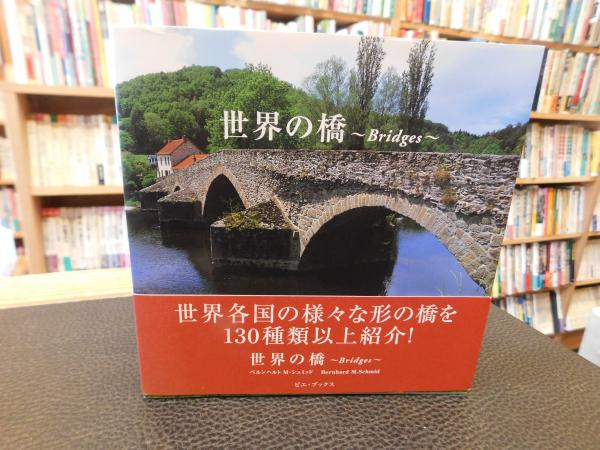 世界の橋 ～Bridges～
世界各国の様々な形の橋を
130種類以上紹介!
世界の橋 ～Bridges～
ベルンハルト M・シュミッド Bernhard M.Schmid
ピエ・ブックス